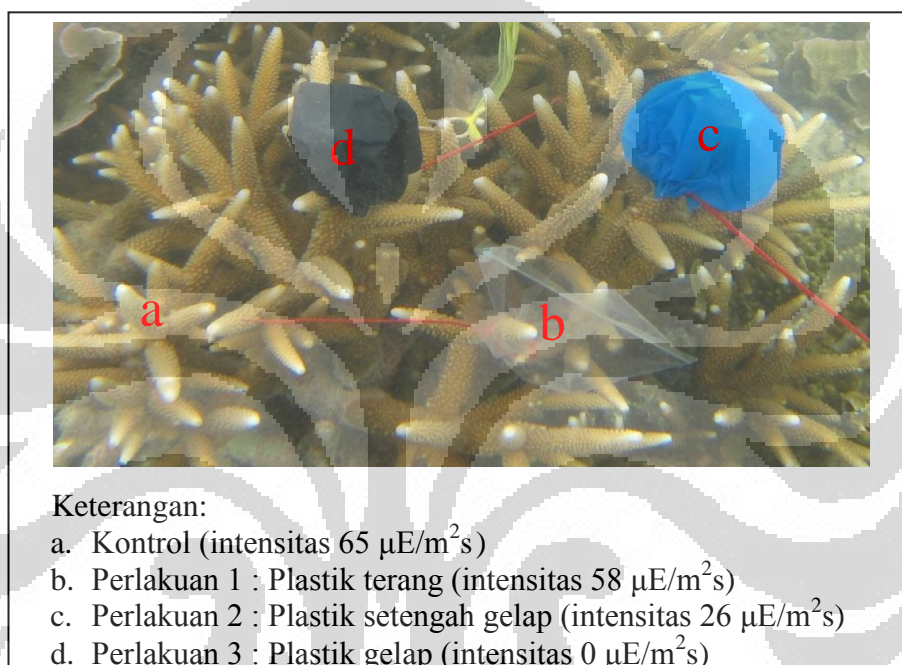 d
c
a
b
Keterangan:
a. Kontrol (intensitas 65 μE/m²s)
b. Perlakuan 1 : Plastik terang (intensitas 58 μE/m²s)
c. Perlakuan 2 : Plastik setengah gelap (intensitas 26 μE/m²s)
d. Perlakuan 3 : Plastik gelap (intensitas 0 μE/m²s)